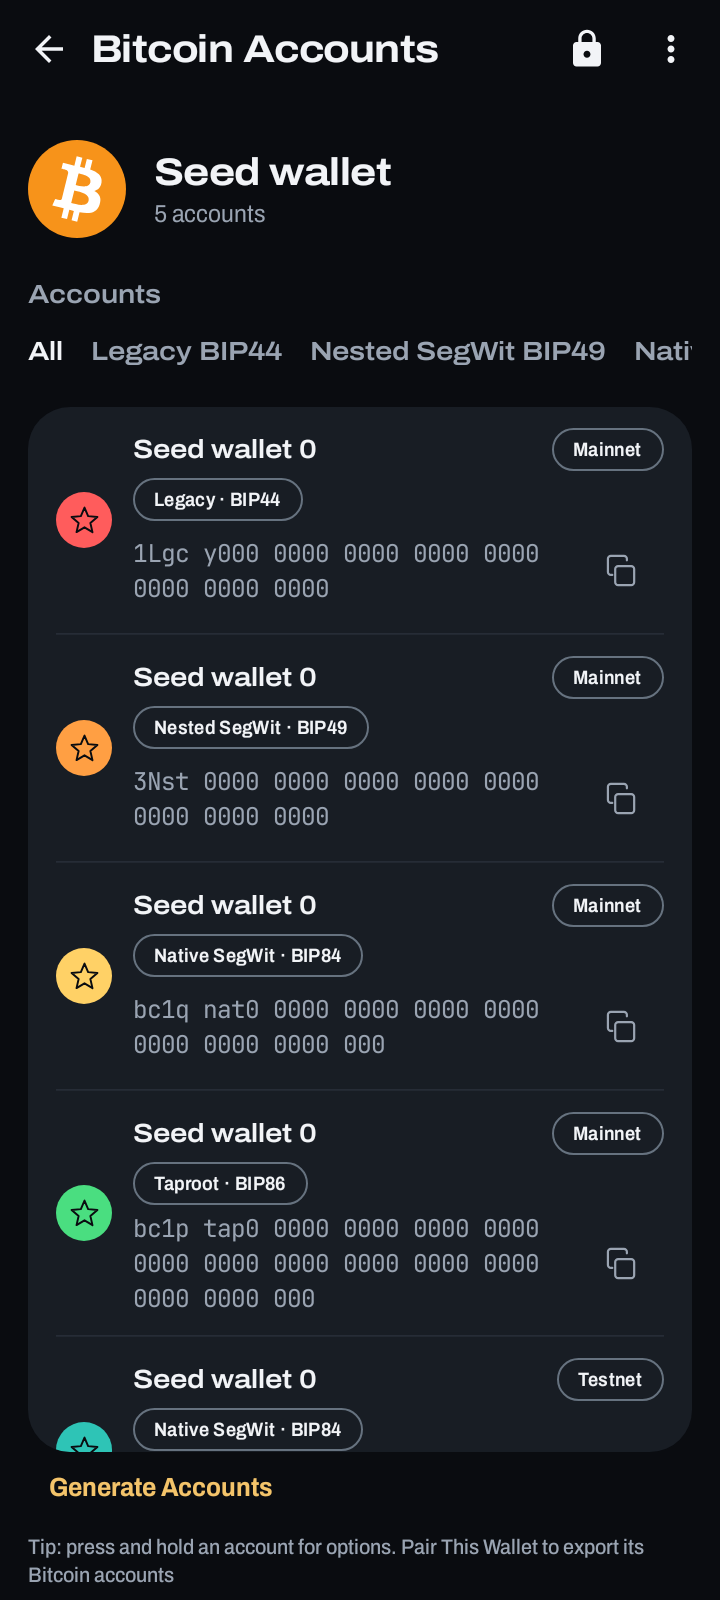 Bitcoin Accounts
Seed wallet
5 accounts
Accounts
All Legacy BIP44 Nested SegWit BIP49 Nati
Seed wallet 0 Mainnet
Legacy · BIP44
1Lgc y000 0000 0000 0000 0000
0000 0000 0000
Seed wallet 0 Mainnet
Nested SegWit · BIP49
3Nst 0000 0000 0000 0000 0000
0000 0000 0000
Seed wallet 0 Mainnet
Native SegWit · BIP84
bc1q nat0 0000 0000 0000 0000
0000 0000 0000 000
Seed wallet 0 Mainnet
Taproot · BIP86
bc1p tap0 0000 0000 0000 0000
0000 0000 0000 0000 0000 0000
0000 0000 000
Seed wallet 0 Testnet
Native SegWit · BIP84
Generate Accounts
Tip: press and hold an account for options. Pair This Wallet to export its
Bitcoin accounts